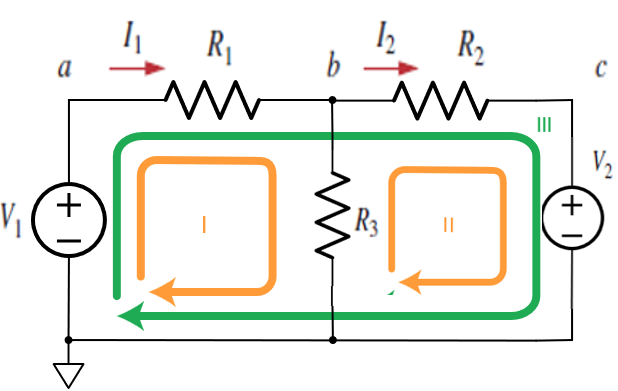 I₁
R₁
I₂
R₂
a
b
c
III
V₂
V₁
+
−
I
R₃
II
+
−